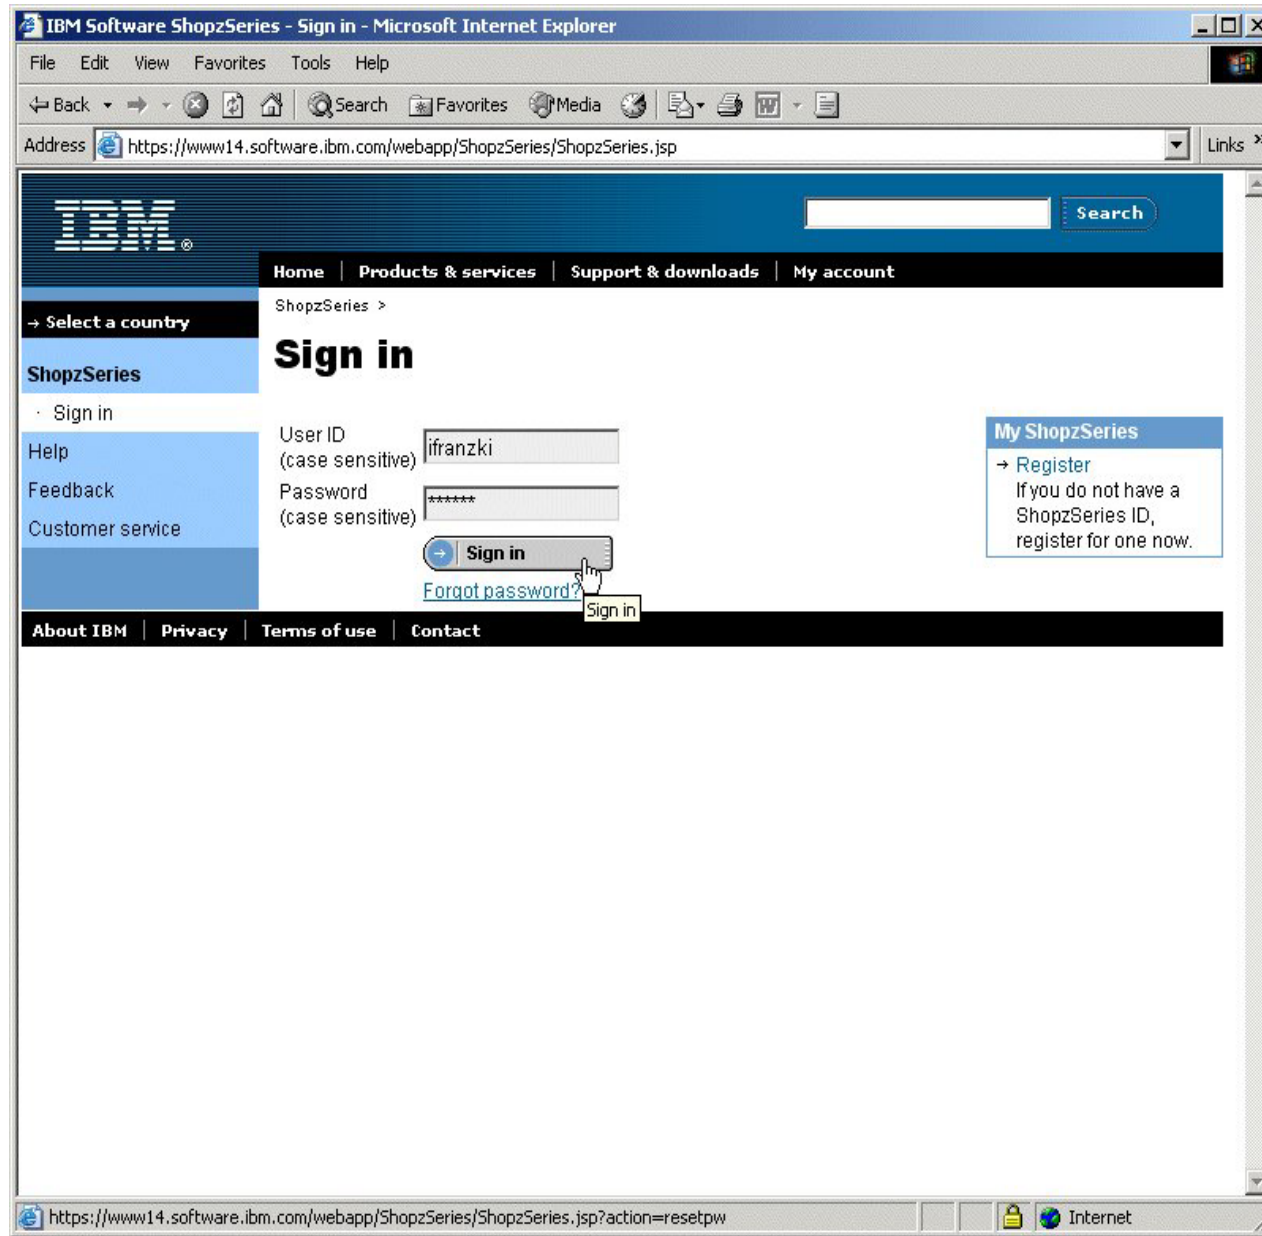 IBM Software ShopzSeries - Sign in - Microsoft Internet Explorer
File Edit View Favorites Tools Help
Back Search Favorites Media
Address https://www14.software.ibm.com/webapp/ShopzSeries/ShopzSeries.jsp Links »
IBM®
Search
Home | Products & services | Support & downloads | My account
→ Select a country
ShopzSeries >
Sign in
ShopzSeries
· Sign in
Help
Feedback
Customer service
User ID
(case sensitive) ifranzki
Password
(case sensitive) ******
Sign in
Forgot password?
Sign in
My ShopzSeries
→ Register
If you do not have a
ShopzSeries ID,
register for one now.
About IBM | Privacy | Terms of use | Contact
https://www14.software.ibm.com/webapp/ShopzSeries/ShopzSeries.jsp?action=resetpw Internet